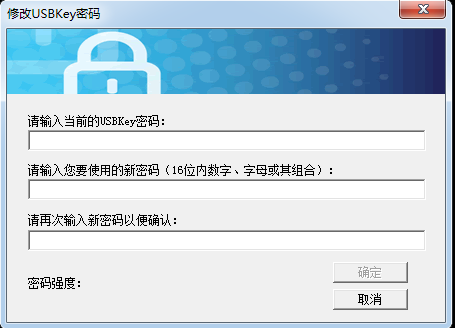 修改USBKey密码
请输入当前的USBKey密码：
请输入您要使用的新密码（16位内数字、字母或其组合）：
请再次输入新密码以便确认：
密码强度：
确定
取消